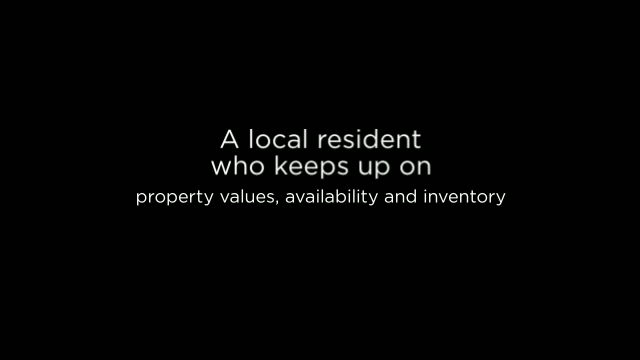 A local resident
who keeps up on
property values, availability and inventory